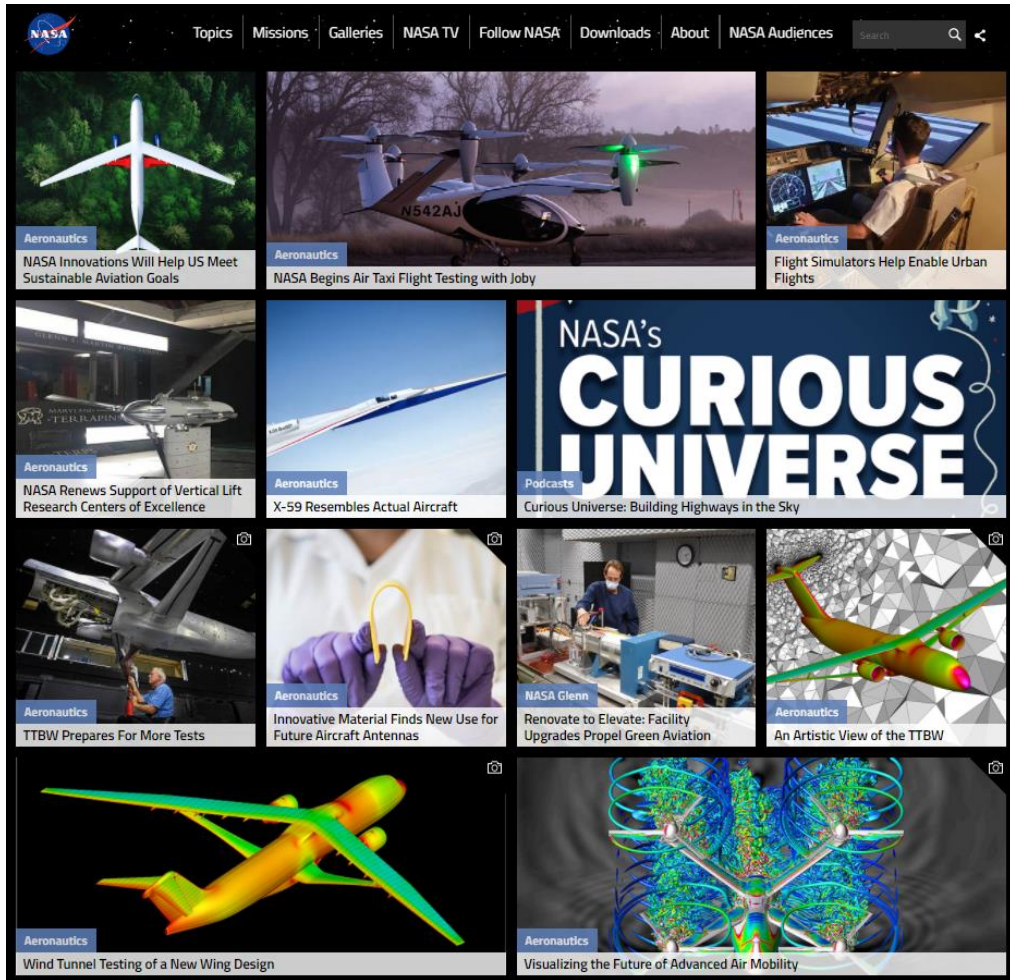 NASA
Topics
Missions
Galleries
NASA TV
Follow NASA
Downloads
About
NASA Audiences
Search
Aeronautics
NASA Innovations Will Help US Meet
Sustainable Aviation Goals
N542AJ
Aeronautics
NASA Begins Air Taxi Flight Testing with Joby
Aeronautics
Flight Simulators Help Enable Urban
Flights
GLENN L. MARTIN
MARYLAND
TERRAPINS
Aeronautics
NASA Renews Support of Vertical Lift
Research Centers of Excellence
Aeronautics
X-59 Resembles Actual Aircraft
NASA's
CURIOUS
UNIVERSE
Podcasts
Curious Universe: Building Highways in the Sky
Aeronautics
TTBW Prepares For More Tests
Aeronautics
Innovative Material Finds New Use for
Future Aircraft Antennas
NASA Glenn
Renovate to Elevate: Facility
Upgrades Propel Green Aviation
Aeronautics
An Artistic View of the TTBW
Aeronautics
Wind Tunnel Testing of a New Wing Design
Aeronautics
Visualizing the Future of Advanced Air Mobility